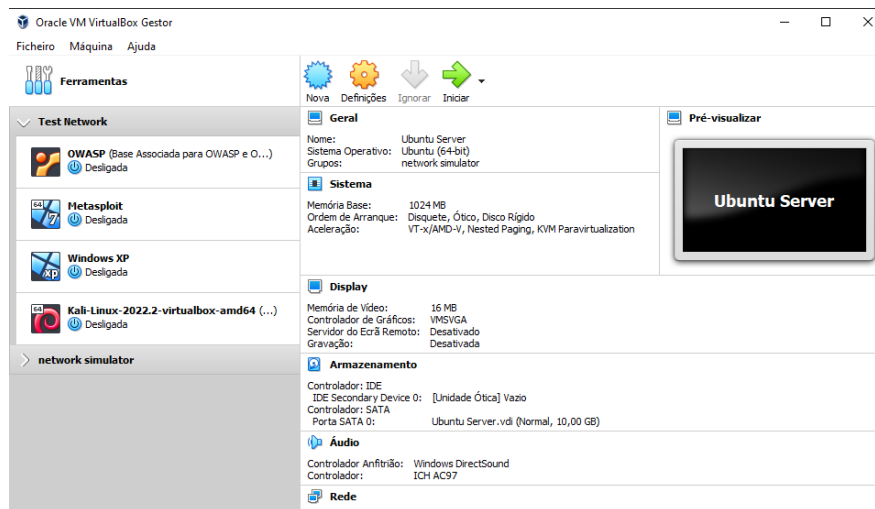 Oracle VM VirtualBox Gestor
Ficheiro Máquina Ajuda
Ferramentas
Nova Definições Ignorar Iniciar
Test Network
OWASP (Base Associada para OWASP e O...)
Desligada
64
7
Metasploit
Desligada
XP
Windows XP
Desligada
64
Kali-Linux-2022.2-virtualbox-amd64 (...)
Desligada
network simulator
Geral
Nome: Ubuntu Server
Sistema Operativo: Ubuntu (64-bit)
Grupos: network simulator
Sistema
Memória Base: 1024 MB
Ordem de Arranque: Disquete, Ótico, Disco Rígido
Aceleração: VT-x/AMD-V, Nested Paging, KVM Paravirtualization
Pré-visualizar
Ubuntu Server
Display
Memória de Vídeo: 16 MB
Controlador de Gráficos: VMSVGA
Servidor do Ecrã Remoto: Desativado
Gravação: Desativada
Armazenamento
Controlador: IDE
IDE Secondary Device 0: [Unidade Ótica] Vazio
Controlador: SATA
Porta SATA 0: Ubuntu Server.vdi (Normal, 10,00 GB)
Áudio
Controlador Anfitrião: Windows DirectSound
Controlador: ICH AC97
Rede